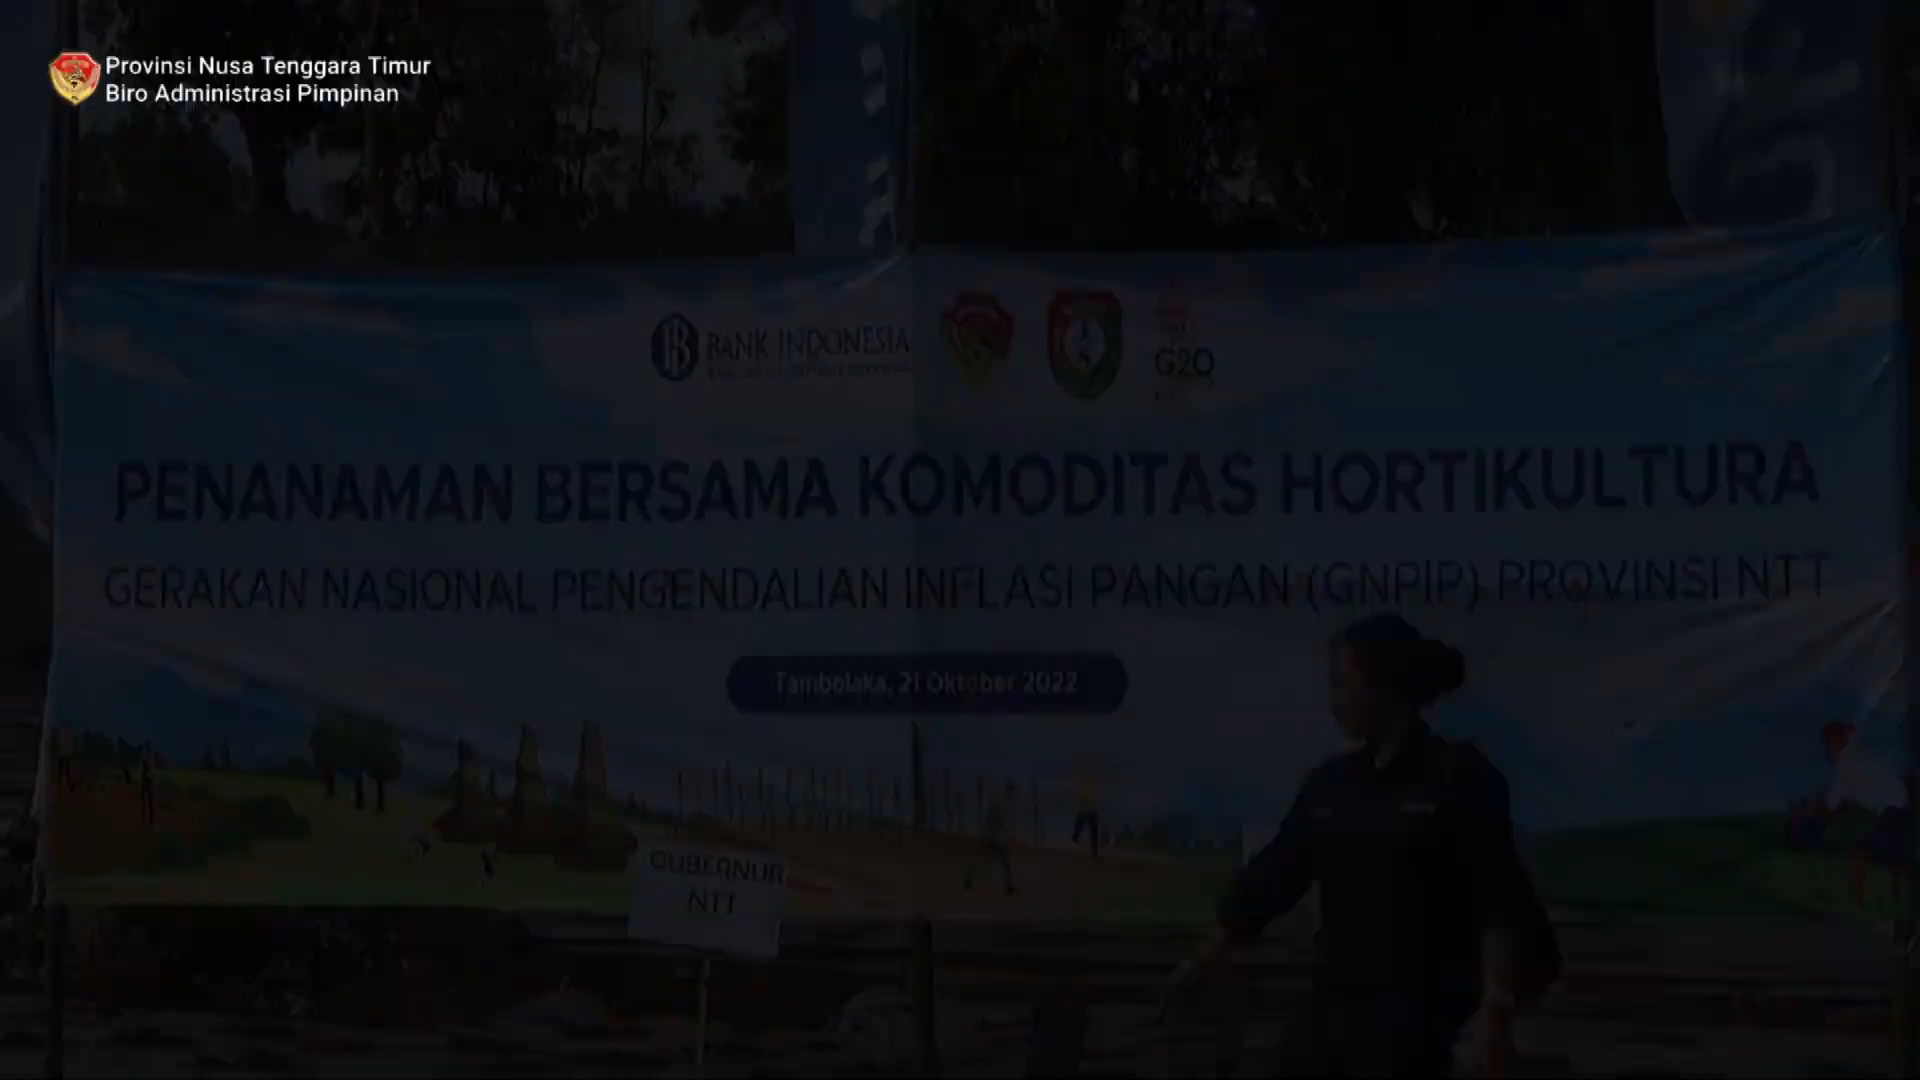 Provinsi Nusa Tenggara Timur
Biro Administrasi Pimpinan
BANK INDONESIA
G20
PENANAMAN BERSAMA KOMODITAS HORTIKULTURA
GERAKAN NASIONAL PENGENDALIAN INFLASI PANGAN (GNPIP) PROVINSI NTT
Tambolaka, 21 Oktober 2022
GUBERNUR
NTT